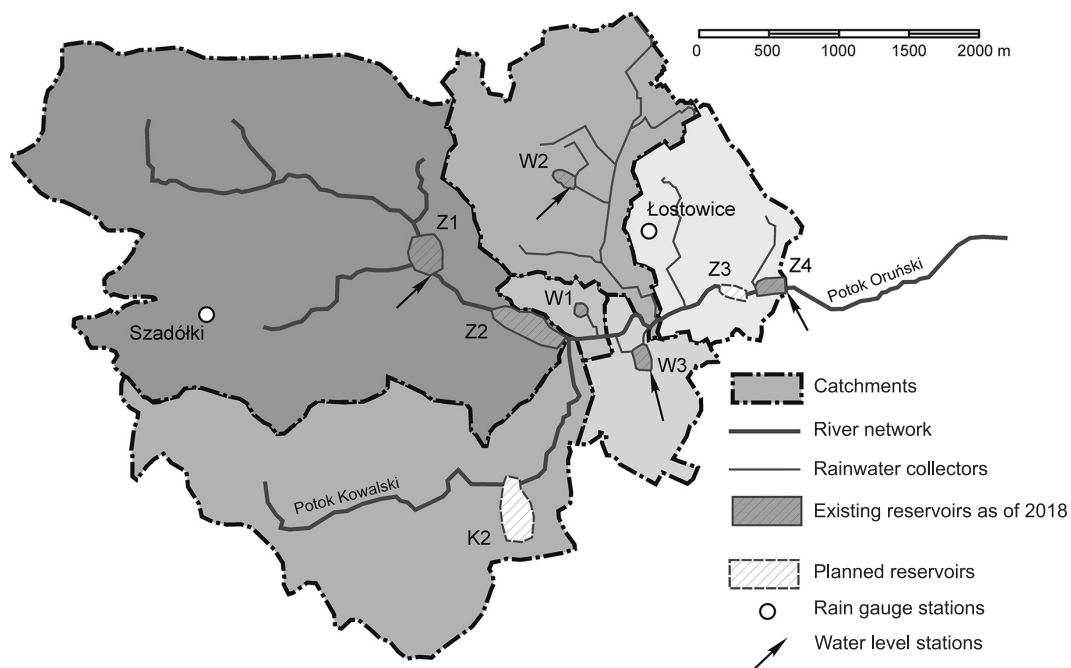 0 500 1000 1500 2000 m
W2
Łostowice
Z1
Z3
Z4
Potok Oruński
W1
Szadółki
Z2
W3
Catchments
River network
Potok Kowalski
Rainwater collectors
Existing reservoirs as of 2018
K2
Planned reservoirs
Rain gauge stations
Water level stations